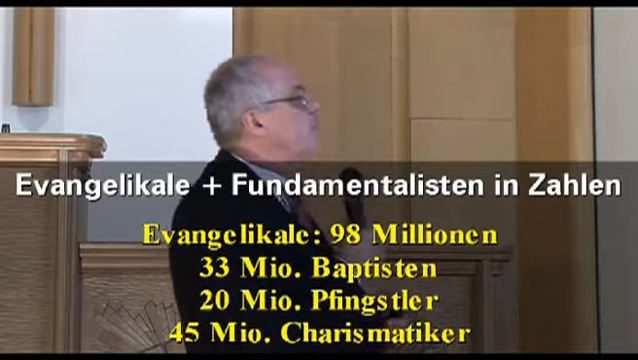 Evangelikale + Fundamentalisten in Zahlen
Evangelikale: 98 Millionen
33 Mio. Baptisten
20 Mio. Pfingstler
45 Mio. Charismatiker